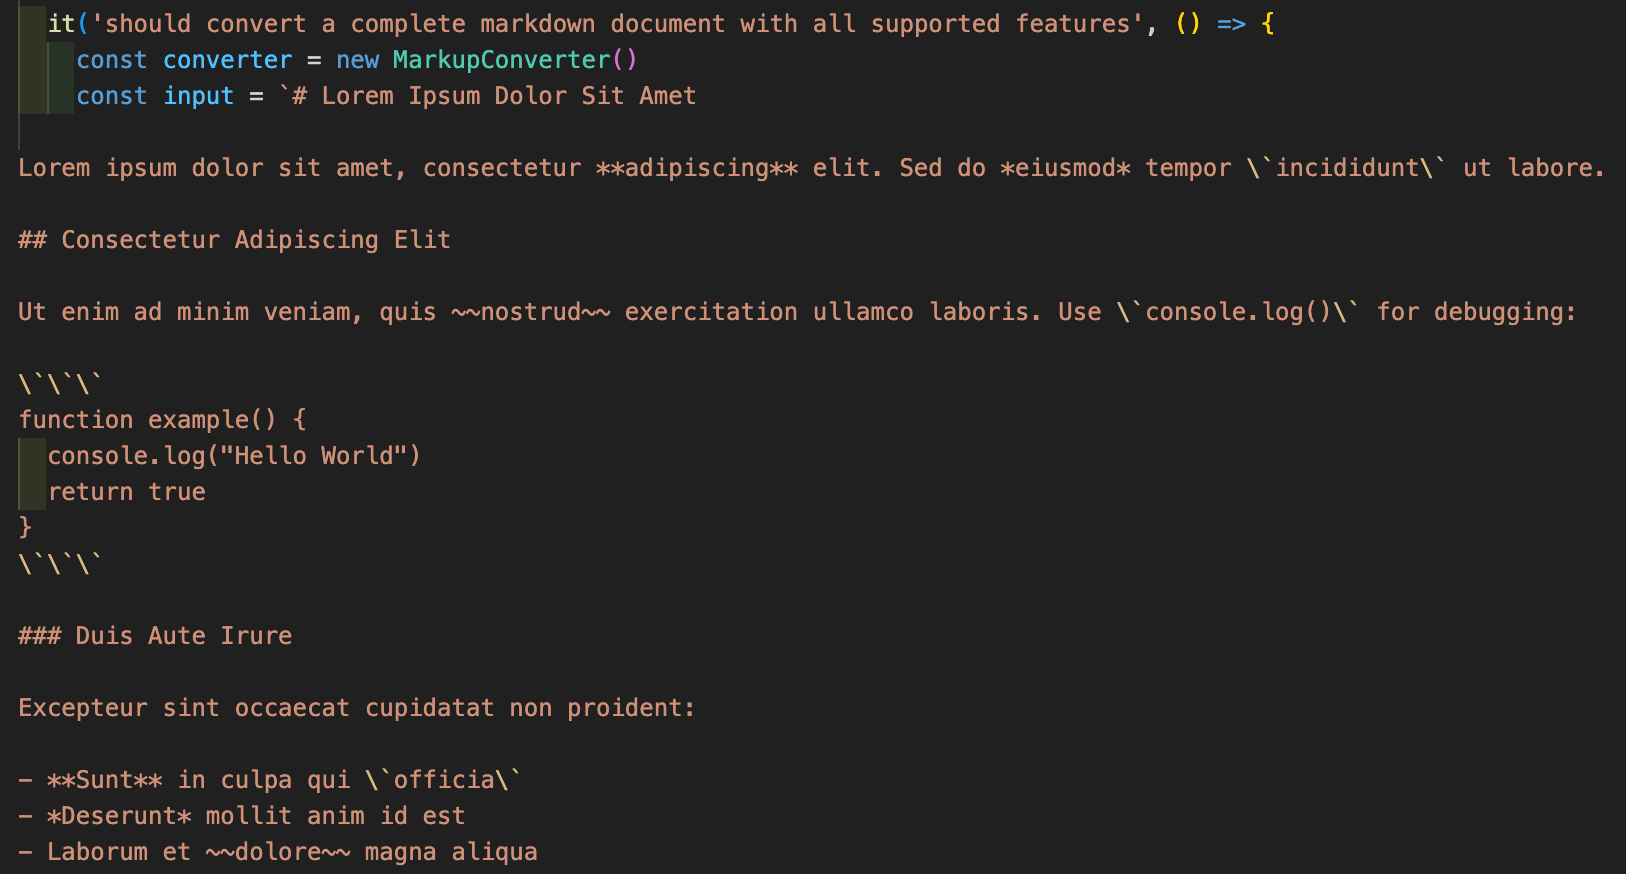 it('should convert a complete markdown document with all supported features', () => {
const converter = new MarkupConverter()
const input = `# Lorem Ipsum Dolor Sit Amet
Lorem ipsum dolor sit amet, consectetur **adipiscing** elit. Sed do *eiusmod* tempor \`incididunt\` ut labore.
## Consectetur Adipiscing Elit
Ut enim ad minim veniam, quis ~~nostrud~~ exercitation ullamco laboris. Use \`console.log()\` for debugging:
\`\`\`
function example() {
console.log("Hello World")
return true
}
\`\`\`
### Duis Aute Irure
Excepteur sint occaecat cupidatat non proident:
- **Sunt** in culpa qui \`officia\`
- *Deserunt* mollit anim id est
- Laborum et ~~dolore~~ magna aliqua